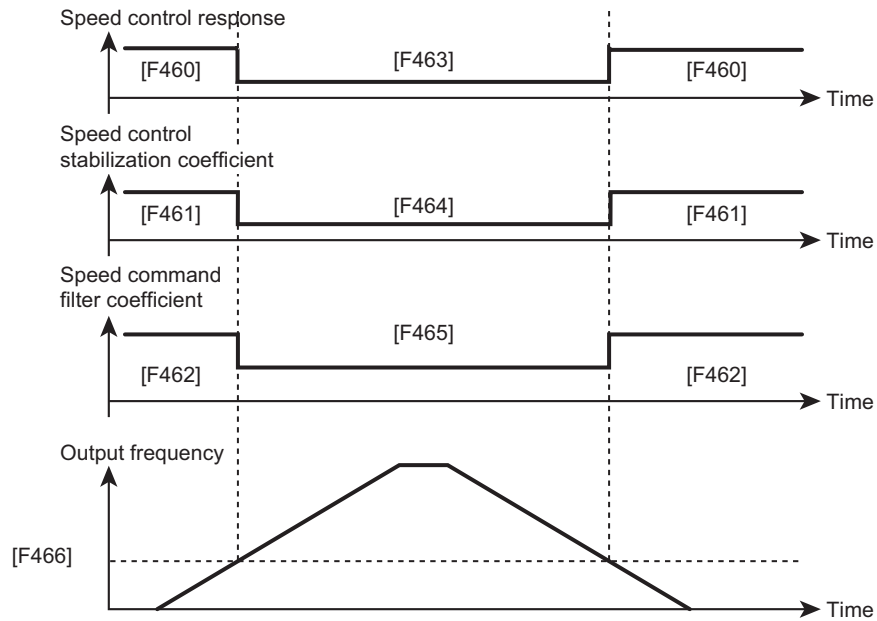 Speed control response
[F460]
[F463]
[F460]
Time
Speed control
stabilization coefficient
[F461]
[F464]
[F461]
Time
Speed command
filter coefficient
[F465]
[F462]
[F462]
Time
Output frequency
[F466]
Time